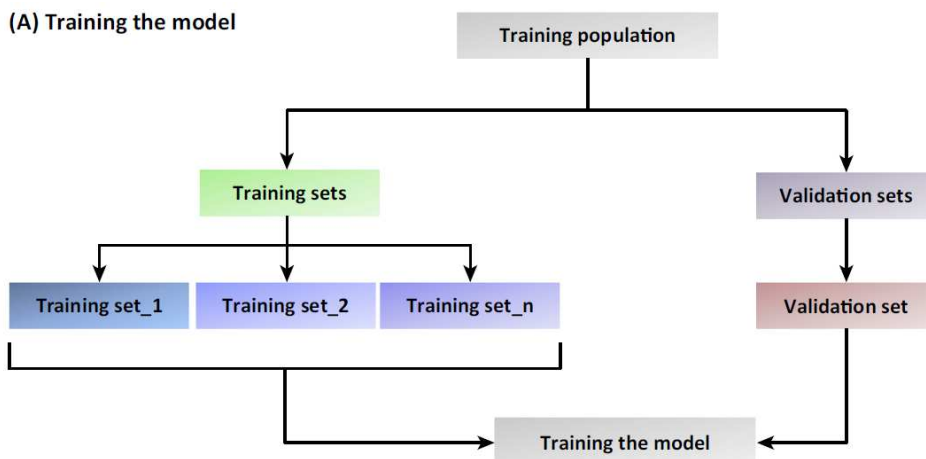 (A) Training the model
Training population
Training sets
Validation sets
Training set_1
Training set_2
Training set_n
Validation set
Training the model